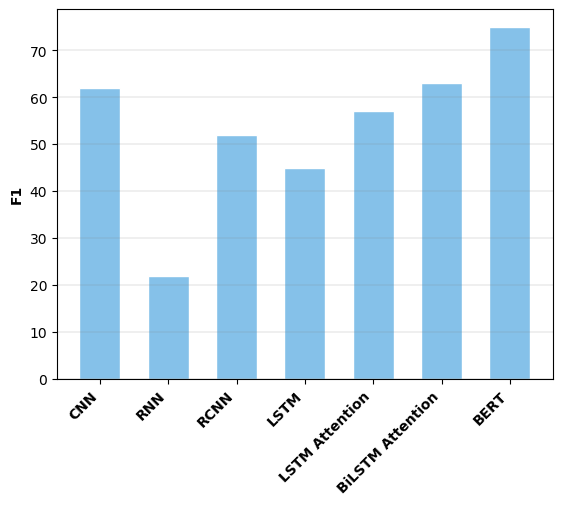 F1
70
60
50
40
30
20
10
0
CNN
RNN
RCNN
LSTM
LSTM Attention
BiLSTM Attention
BERT